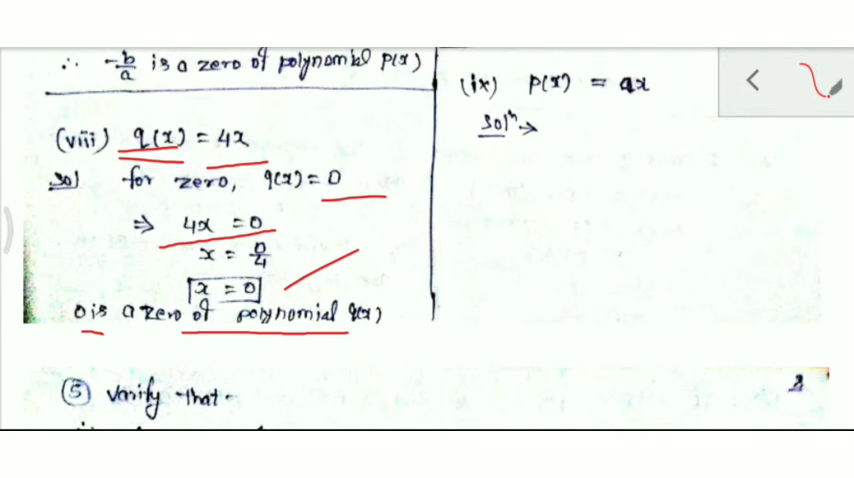 ∴ -b/a is a zero of polynomial p(x)
(viii) q(x) = 4x
Sol for zero, q(x) = 0
⇒ 4x = 0
x = 0/4
x = 0
0 is a zero of polynomial q(x)
(ix) p(x) = ax
Solⁿ →
⑤ Verify that-